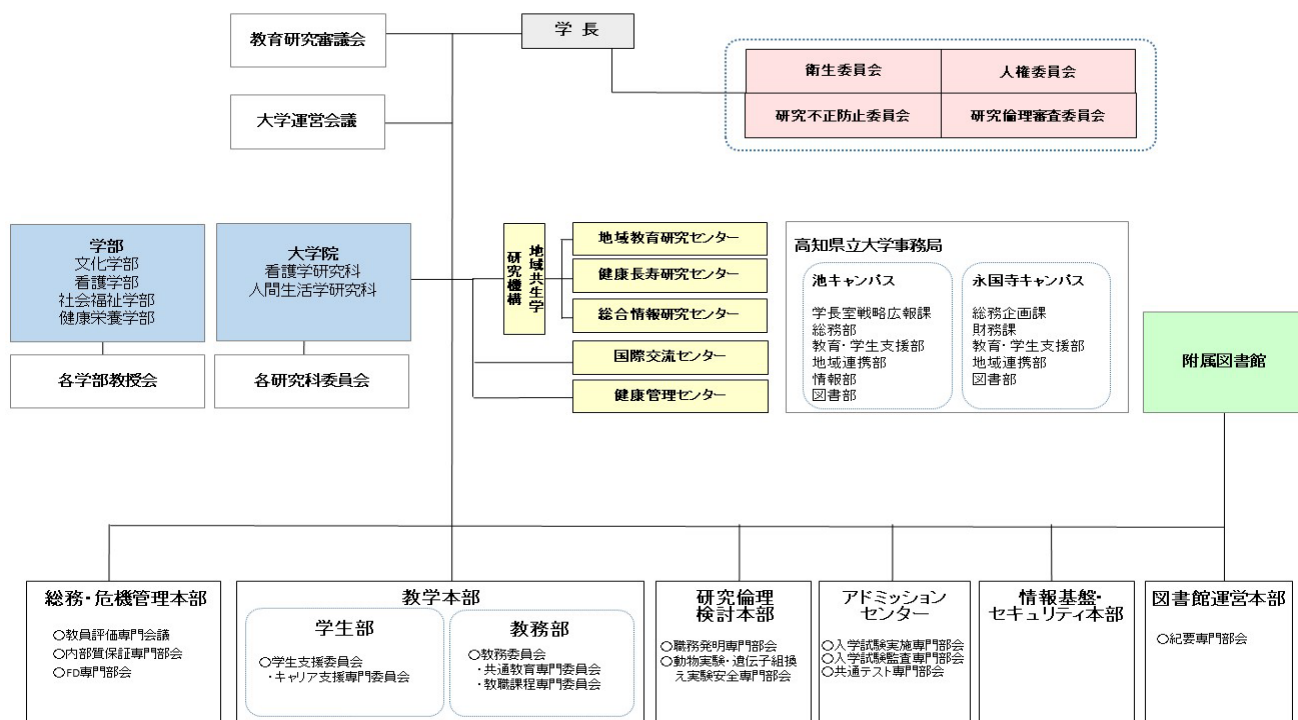 学 長
教育研究審議会
大学運営会議
衛生委員会
人権委員会
研究不正防止委員会
研究倫理審査委員会
学部
文化学部
看護学部
社会福祉学部
健康栄養学部
各学部教授会
大学院
看護学研究科
人間生活学研究科
各研究科委員会
地域共生学
研究機構
地域教育研究センター
健康長寿研究センター
総合情報研究センター
国際交流センター
健康管理センター
高知県立大学事務局
池キャンパス
学長室戦略広報課
総務部
教育・学生支援部
地域連携部
情報部
図書部
永国寺キャンパス
総務企画課
財務課
教育・学生支援部
地域連携部
図書部
附属図書館
総務・危機管理本部
○教員評価専門会議
○内部質保証専門部会
○FD専門部会
教学本部
学生部
○学生支援委員会
・キャリア支援専門委員会
教務部
○教務委員会
・共通教育専門委員会
・教職課程専門委員会
研究倫理
検討本部
○職務発明専門部会
○動物実験・遺伝子組換
え実験安全専門部会
アドミッション
センター
○入学試験実施専門部会
○入学試験監査専門部会
○共通テスト専門部会
情報基盤・
セキュリティ本部
図書館運営本部
○紀要専門部会